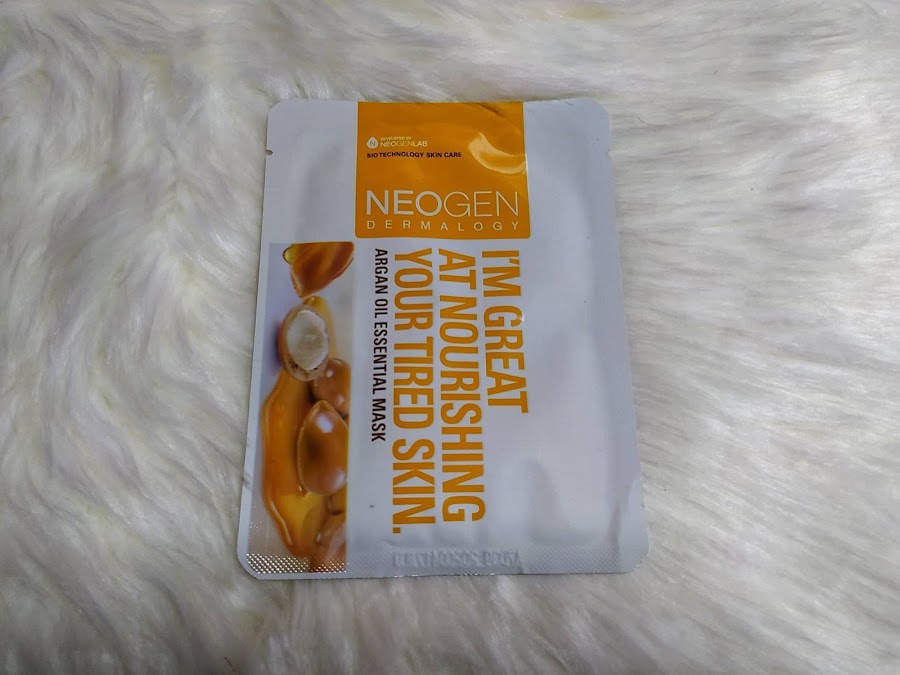 DEVELOPED BY
NEOGENLAB
BIOTECHNOLOGY SKIN CARE
NEOGEN
DERMALOGY
I'M GREAT
AT NOURISHING
YOUR TIRED SKIN.
ARGAN OIL ESSENTIAL MASK